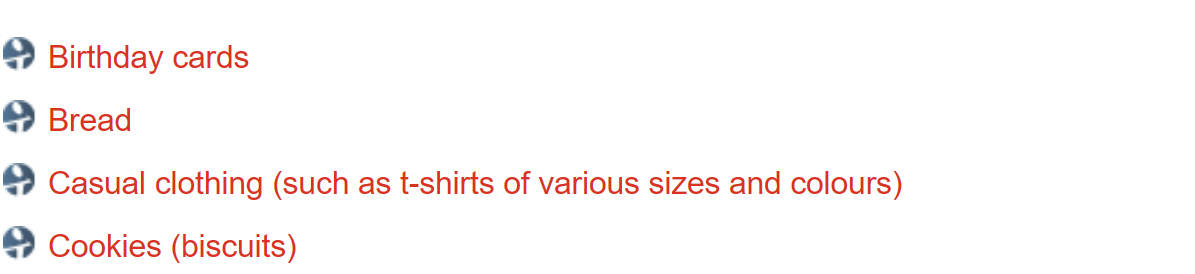 Birthday cards
Bread
Casual clothing (such as t-shirts of various sizes and colours)
Cookies (biscuits)